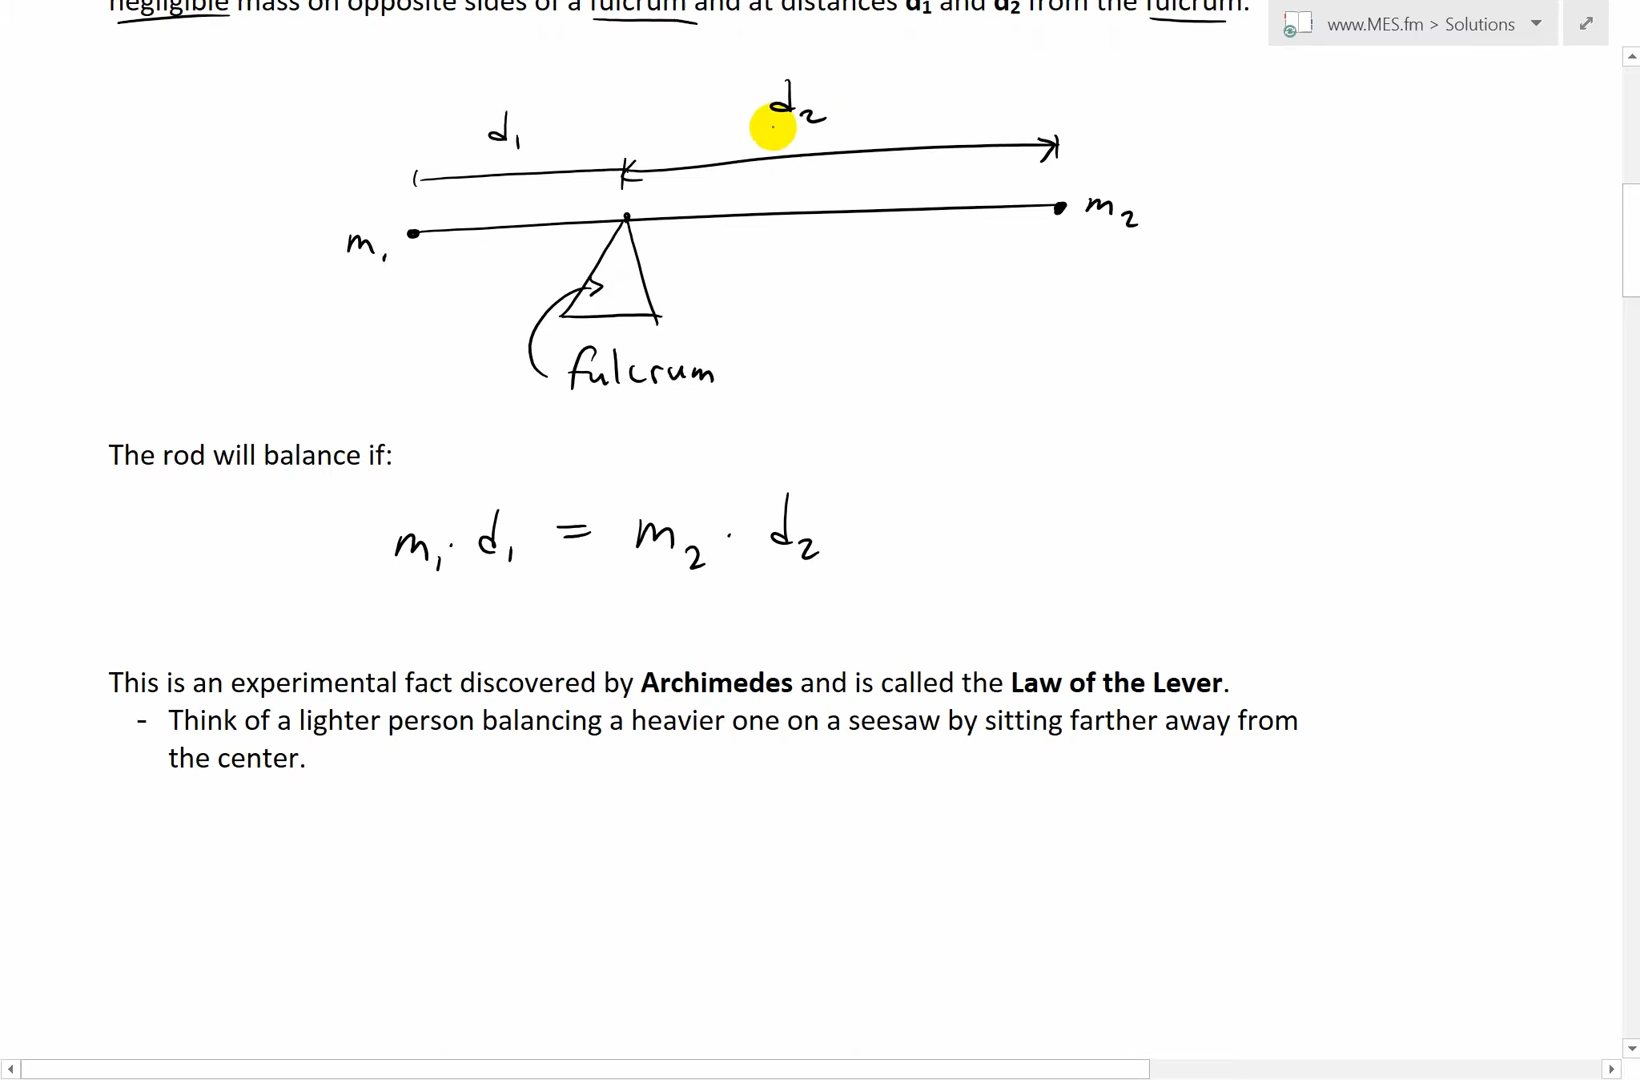 negligible mass on opposite sides of a fulcrum and at distances d₁ and d₂ from the fulcrum.
www.MES.fm > Solutions
d₂
d₁
m₂
m₁
fulcrum
The rod will balance if:
m₁ · d₁ = m₂ · d₂
This is an experimental fact discovered by Archimedes and is called the Law of the Lever.
- Think of a lighter person balancing a heavier one on a seesaw by sitting farther away from
the center.